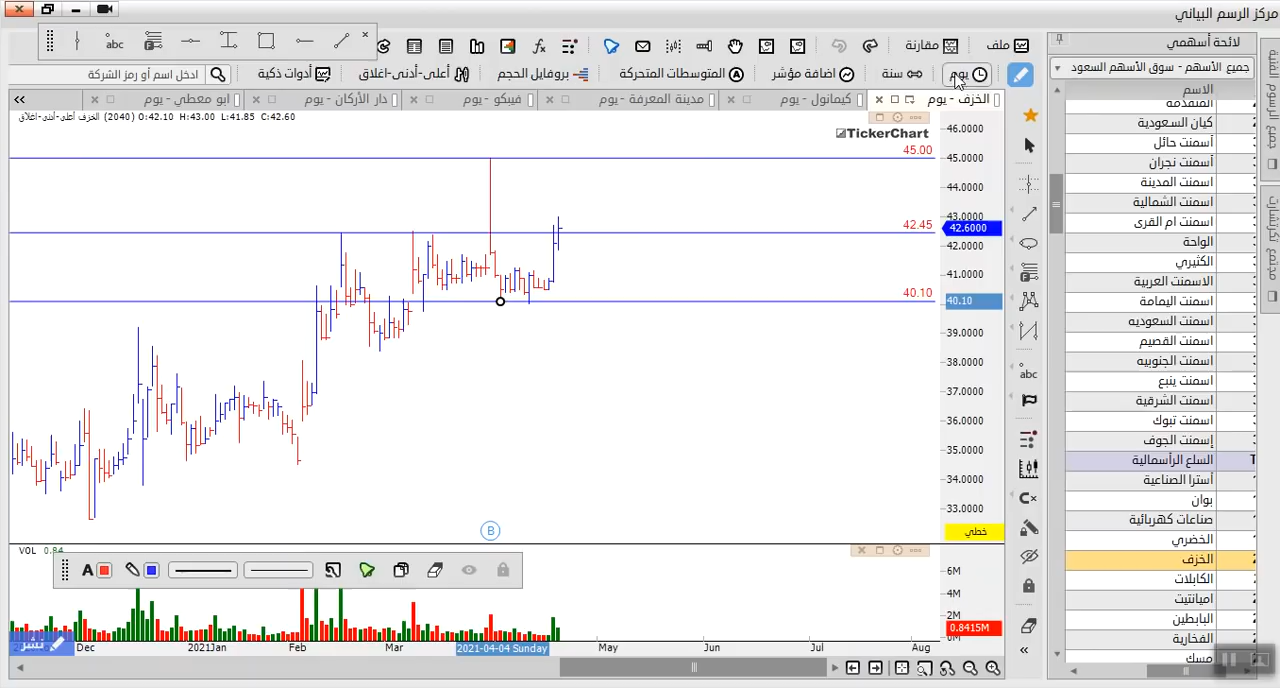 مركز الرسم البياني
ملف
مقارنة
abc
يوم
سنة
اضافة مؤشر
المتوسطات المتحركة
بروفايل الحجم
أعلى-أدنى-اغلاق
أدوات ذكية
ادخل اسم أو رمز الشركة
الخزف - يوم
كيمانول - يوم
مدينة المعرفة - يوم
فيبكو - يوم
دار الأركان - يوم
ابو معطي - يوم
الخزف أعلى-أدنى-اغلاق (2040) O:42.10 H:43.00 L:41.85 C:42.60
TickerChart
45.00
42.45
40.10
46.0000
45.0000
44.0000
43.0000
42.6000
42.0000
41.0000
40.10
39.0000
38.0000
37.0000
36.0000
35.0000
34.0000
33.0000
خطي
B
VOL 0.84
A
6M
4M
2M
0.8415M
0M
نشر
Dec
2021Jan
Feb
Mar
2021-04-04 Sunday
May
Jun
Jul
Aug
abc
لائحة أسهمي
جميع الأسهم - سوق الأسهم السعود
الاسم
المتقدمة
كيان السعودية
أسمنت حائل
أسمنت نجران
اسمنت المدينة
اسمنت الشمالية
اسمنت ام القرى
الواحة
الكثيري
الاسمنت العربية
اسمنت اليمامة
اسمنت السعوديه
اسمنت القصيم
اسمنت الجنوبيه
اسمنت ينبع
اسمنت الشرقية
اسمنت تبوك
إسمنت الجوف
السلع الرأسمالية
أسترا الصناعية
بوان
صناعات كهربائية
الخضري
الخزف
الكابلات
اميانتيت
البابطين
الفخارية
مسك